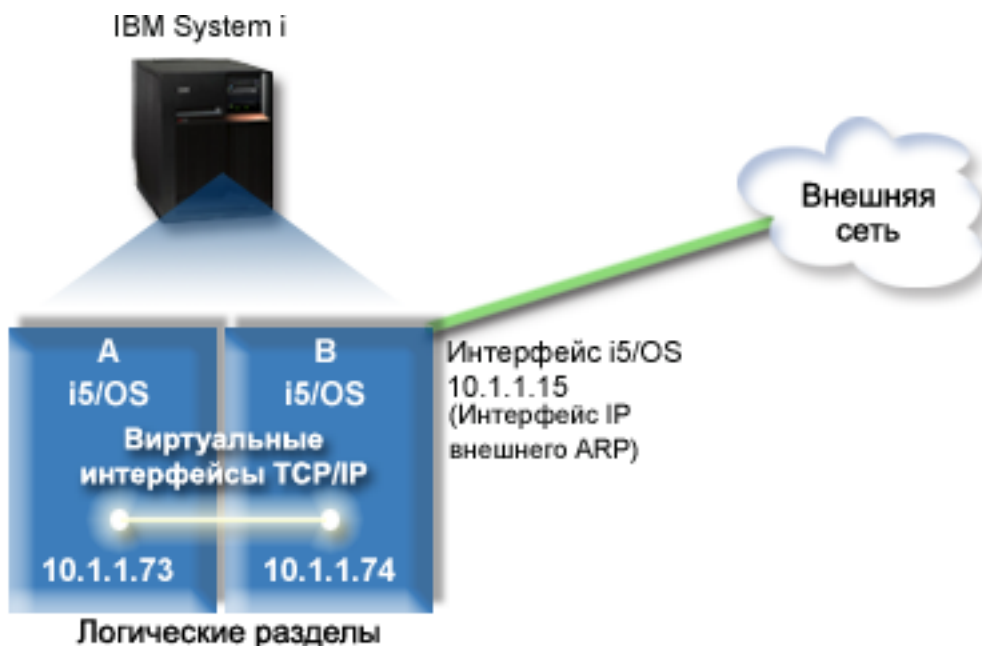 IBM System i
Внешняя
сеть
A
i5/OS
B
i5/OS
Интерфейс i5/OS
10.1.1.15
(Интерфейс IP
внешнего ARP)
Виртуальные
интерфейсы TCP/IP
10.1.1.73
10.1.1.74
Логические разделы